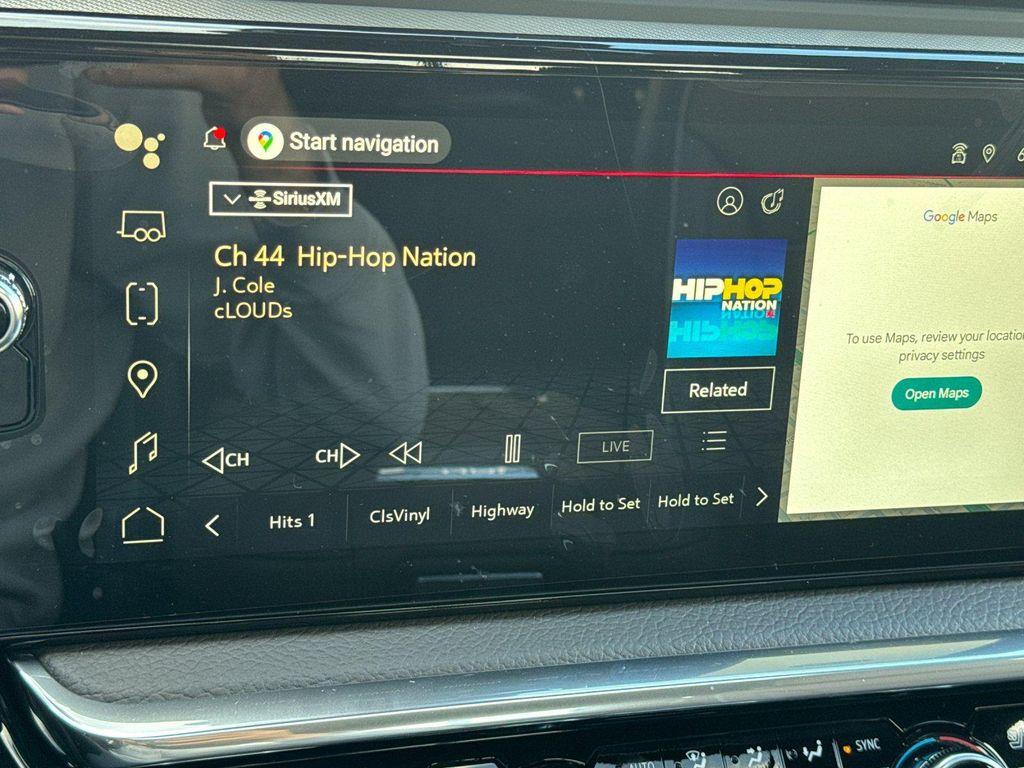 Start navigation
SiriusXM
Ch 44 Hip-Hop Nation
J. Cole
cLOUDs
HIPHOP
NATION
Related
CH
CH
LIVE
Hits 1
ClsVinyl
Highway
Hold to Set
Hold to Set
Google Maps
To use Maps, review your location
privacy settings
Open Maps
AUTO
SYNC